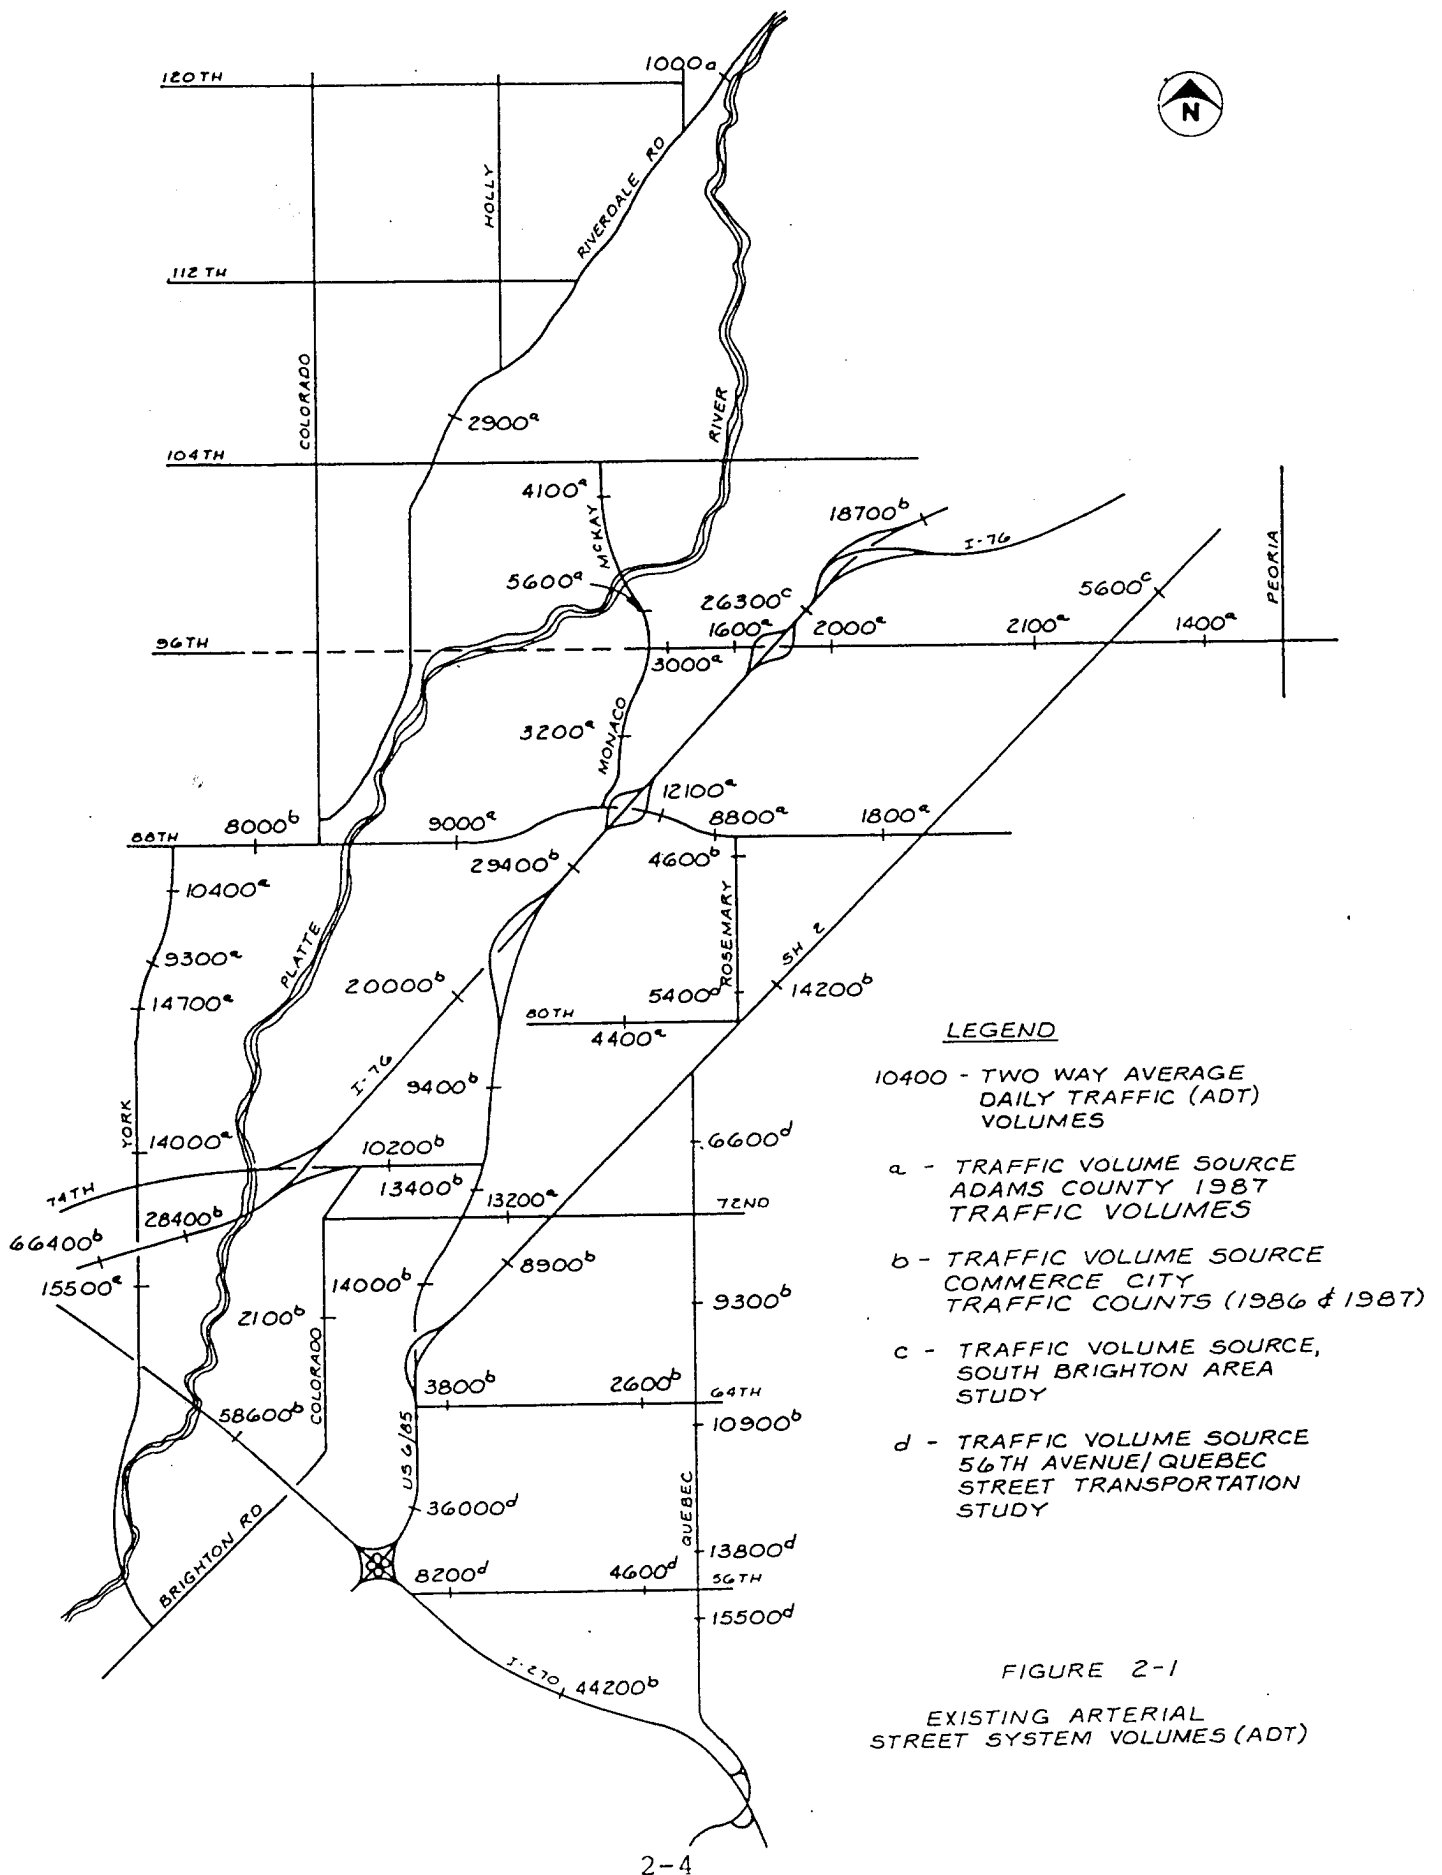 1000a
120TH
N
HOLLY
RIVERDALE RD
112 TH
COLORADO
2900a
RIVER
104TH
4100a
McKAY
18700b
I-76
PEORIA
5600a
26300c
5600c
1600a
2000a
2100a
1400a
96TH
3000a
3200a
MONACO
12100a
8000b
9000a
8800a
1800a
88TH
29400b
4600b
10400a
ROSEMARY
PLATTE
9300a
SH 2
20000b
5400d
14200b
14700a
80TH
4400a
I-76
9400b
YORK
14000a
10200b
6600d
74TH
13400b
13200a
72ND
28400b
66400b
15500a
8900b
14000b
9300b
2100b
COLORADO
3800b
2600b
64TH
58600b
10900b
US 6/85
36000d
QUEBEC
BRIGHTON RD
13800d
8200d
4600d
56TH
15500d
I-270
44200b
LEGEND
10400 - TWO WAY AVERAGE
DAILY TRAFFIC (ADT)
VOLUMES
a - TRAFFIC VOLUME SOURCE
ADAMS COUNTY 1987
TRAFFIC VOLUMES
b - TRAFFIC VOLUME SOURCE
COMMERCE CITY
TRAFFIC COUNTS (1986 & 1987)
c - TRAFFIC VOLUME SOURCE,
SOUTH BRIGHTON AREA
STUDY
d - TRAFFIC VOLUME SOURCE
56TH AVENUE/QUEBEC
STREET TRANSPORTATION
STUDY
FIGURE 2-1
EXISTING ARTERIAL
STREET SYSTEM VOLUMES (ADT)
2-4